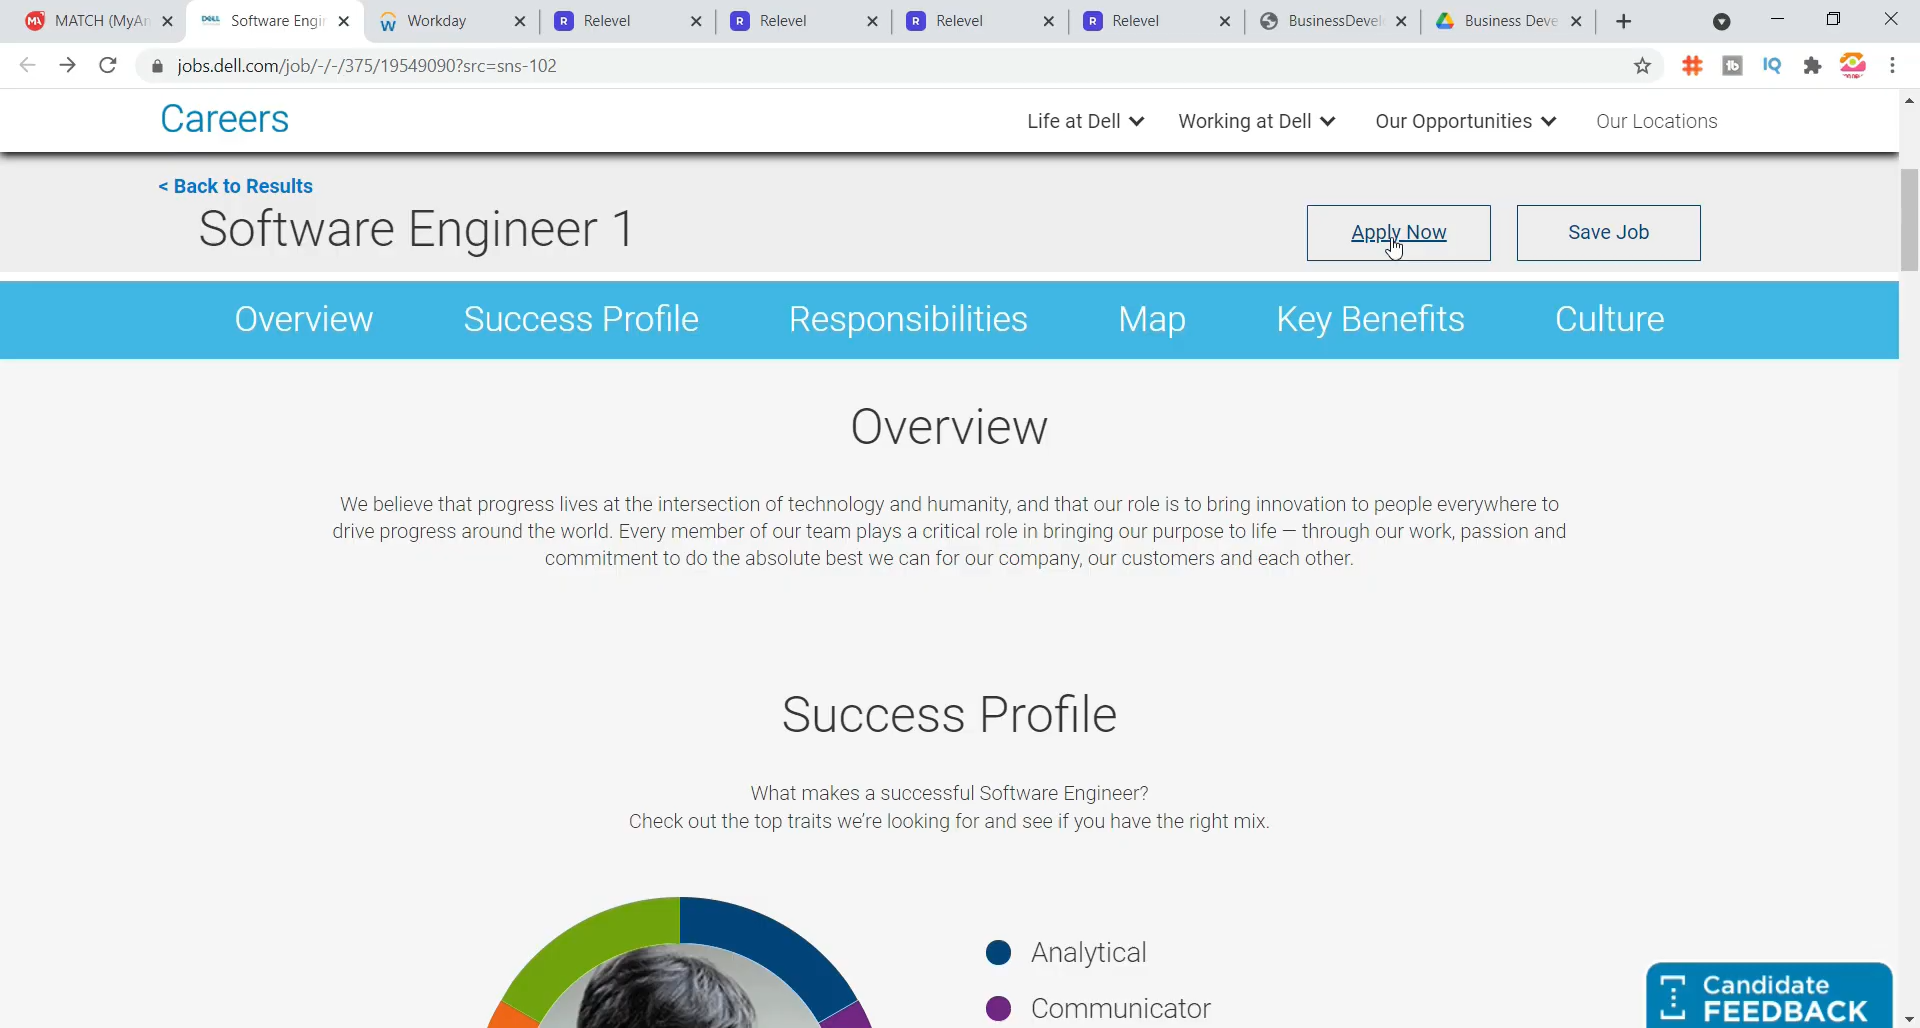 MATCH (MyAn
DELL
Software Engir
Workday
R
Relevel
R
Relevel
R
Relevel
R
Relevel
BusinessDevel
Business Deve
jobs.dell.com/job/-/-/375/19549090?src=sns-102
tb
IQ
Careers
Life at Dell
Working at Dell
Our Opportunities
Our Locations
< Back to Results
Software Engineer 1
Apply Now
Save Job
Overview
Success Profile
Responsibilities
Map
Key Benefits
Culture
Overview
We believe that progress lives at the intersection of technology and humanity, and that our role is to bring innovation to people everywhere to
drive progress around the world. Every member of our team plays a critical role in bringing our purpose to life — through our work, passion and
commitment to do the absolute best we can for our company, our customers and each other.
Success Profile
What makes a successful Software Engineer?
Check out the top traits we're looking for and see if you have the right mix.
Analytical
Communicator
Candidate
FEEDBACK